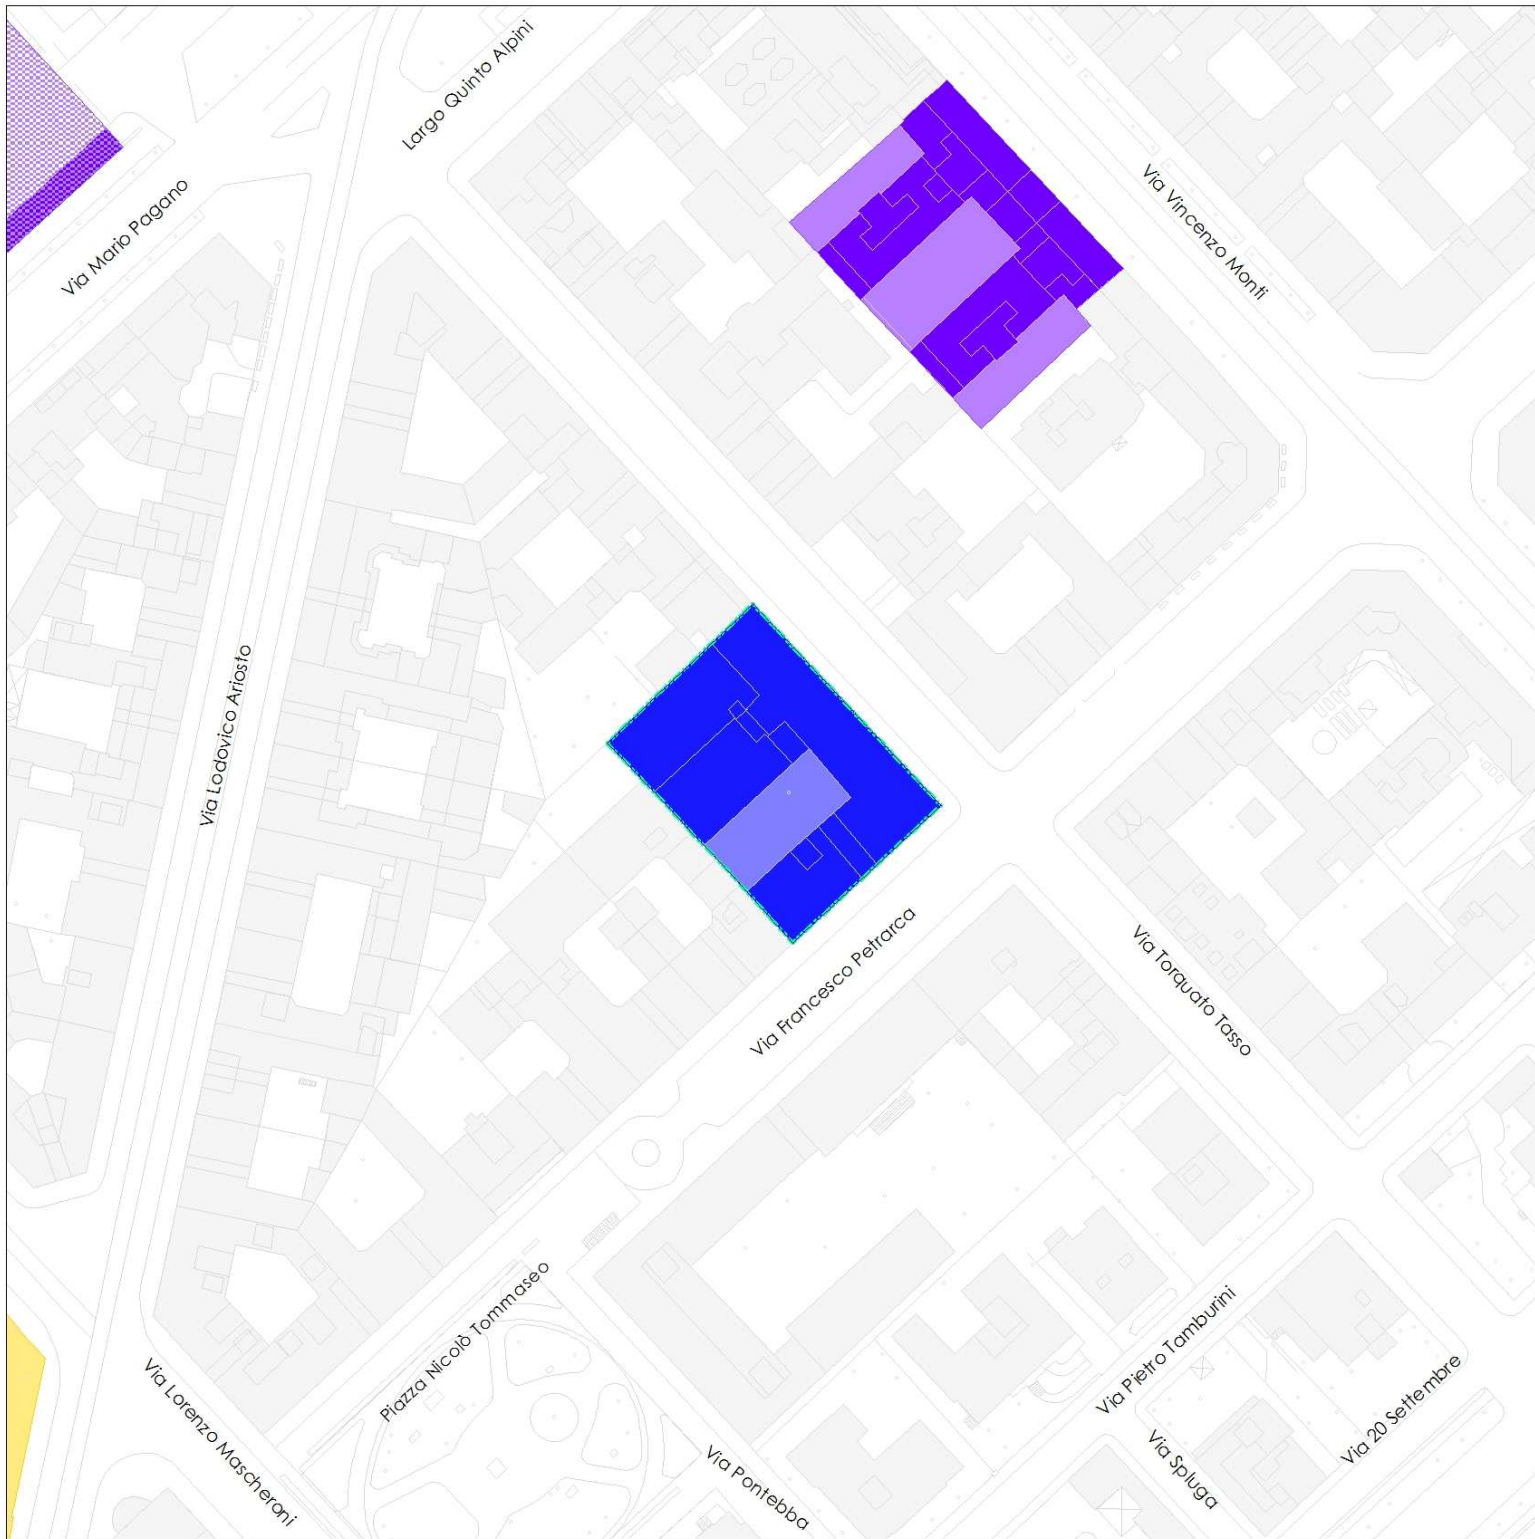 Largo Quinto Alpini
Via Mario Pagano
Via Vincenzo Monti
Via Lodovico Ariosto
Via Francesco Petrarca
Via Torquato Tasso
Piazza Nicolò Tommaseo
Via Pietro Tamburini
Via Lorenzo Mascheroni
Via 20 Settembre
Via Spluga
Via Pontebba